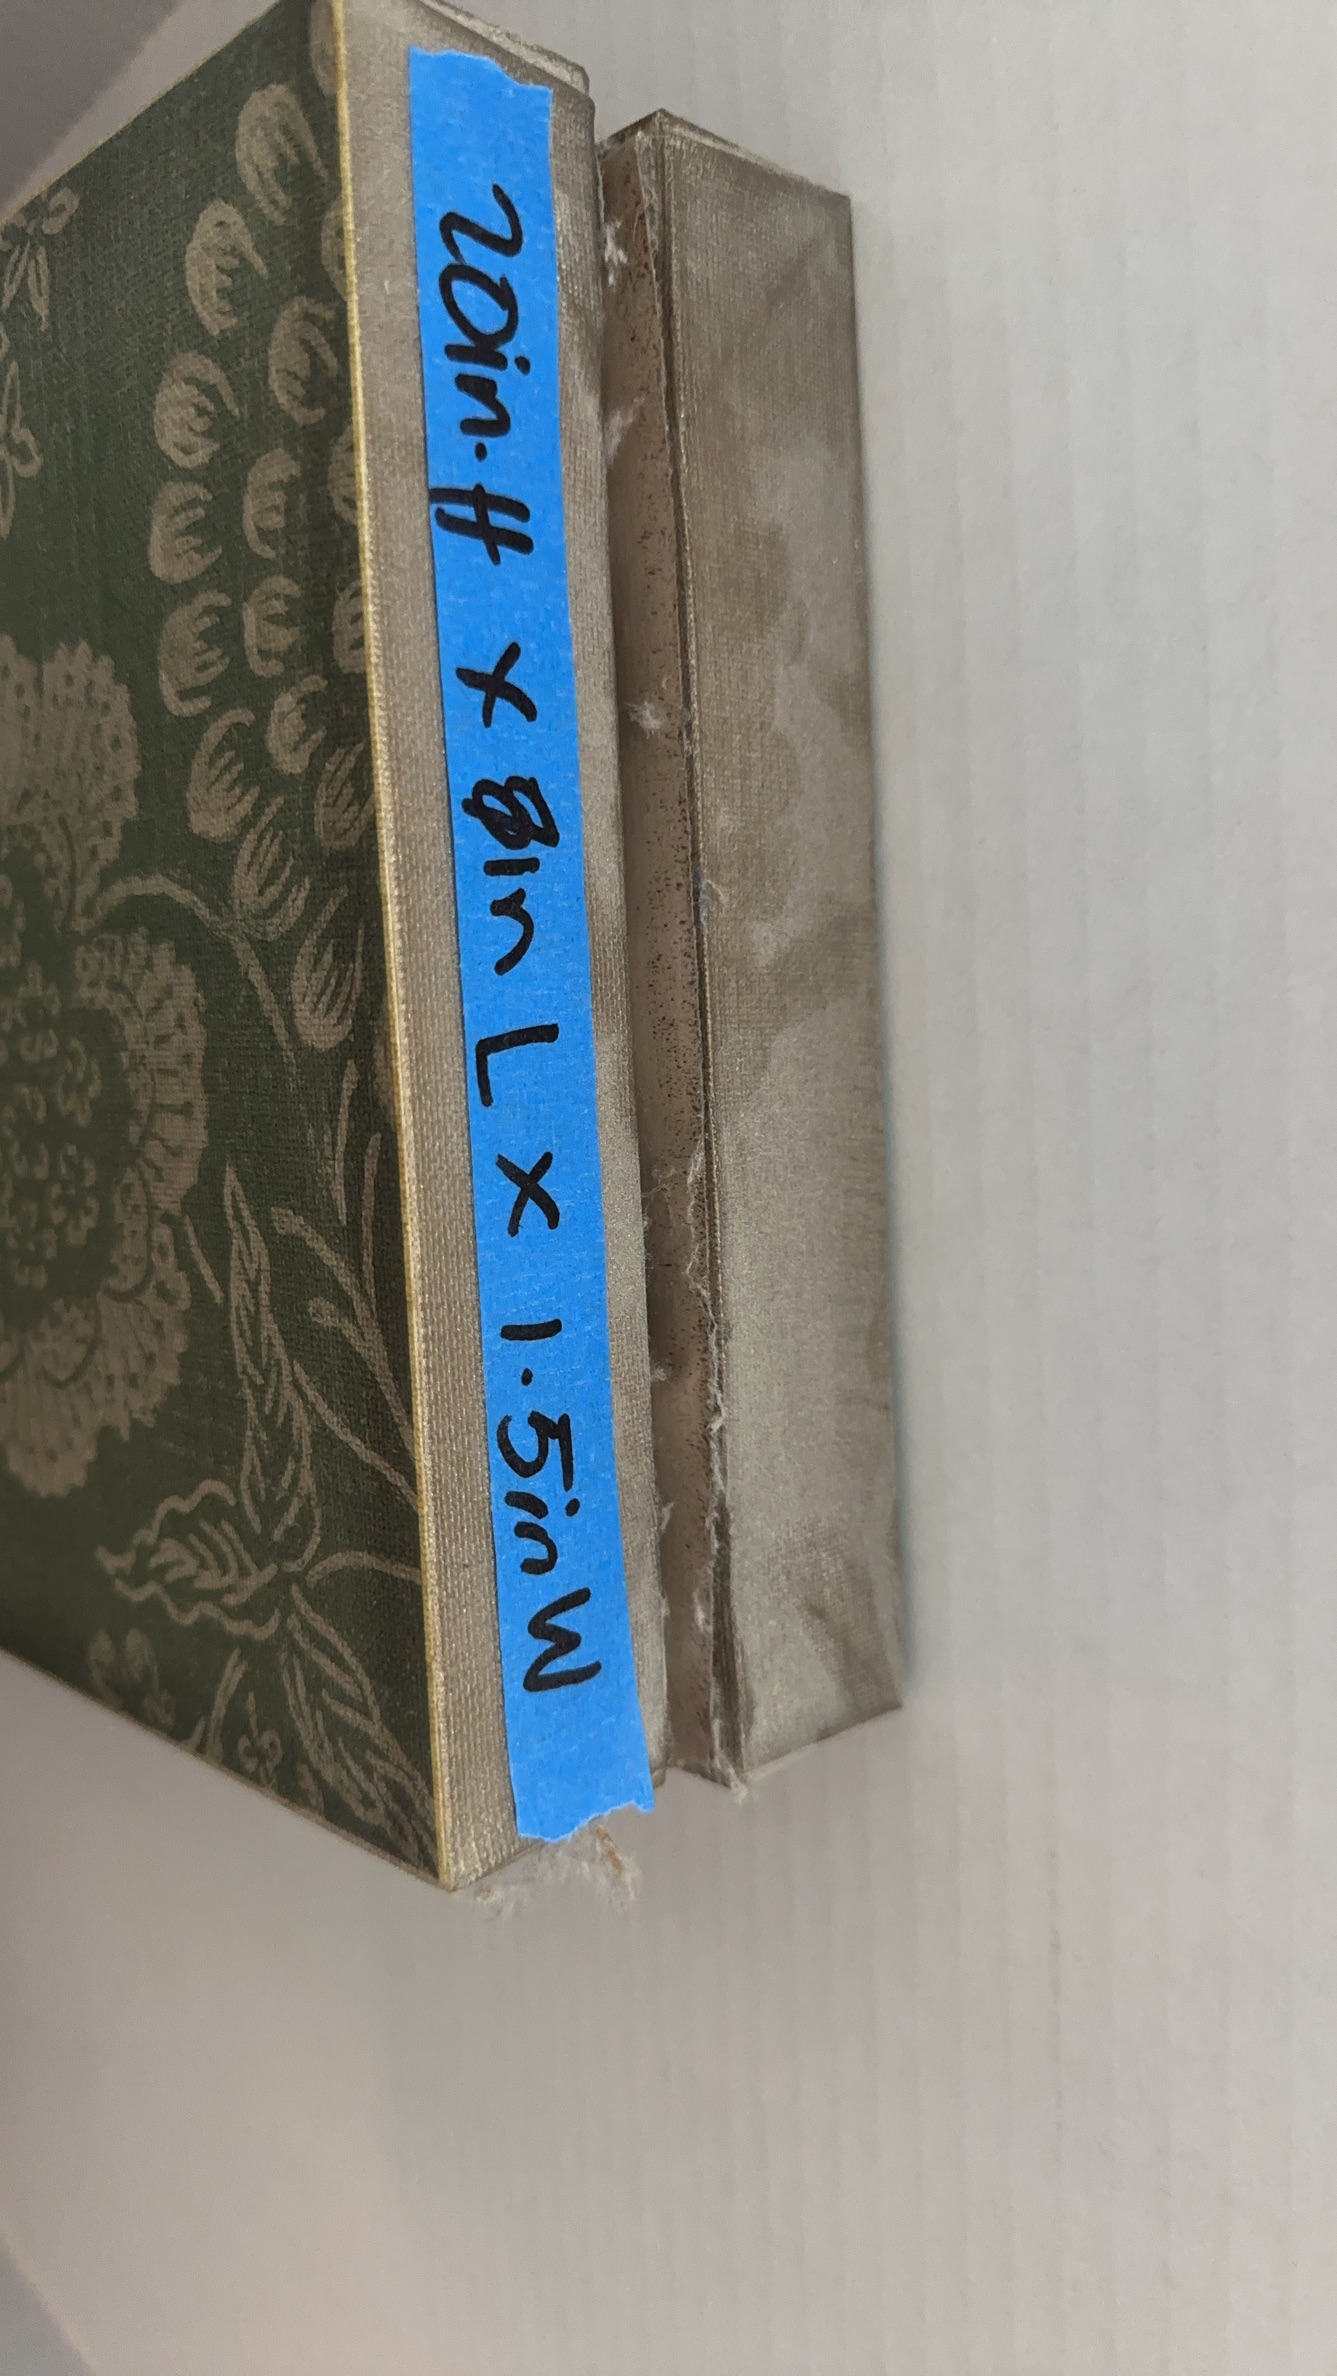 20in. H x 8in L x 1.5in W